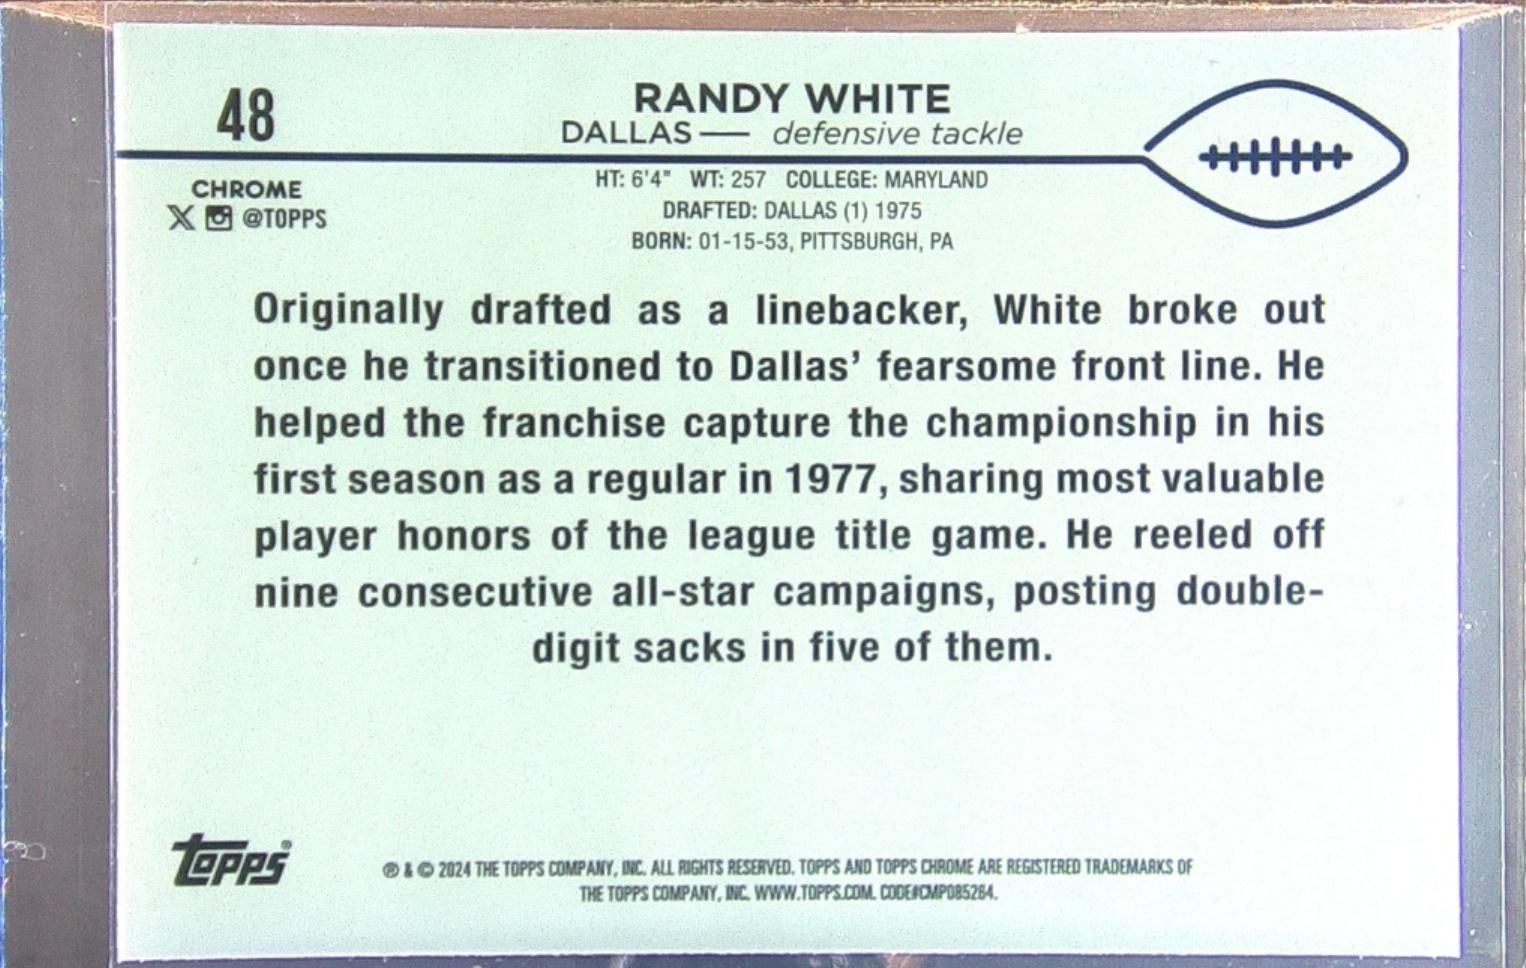 48
RANDY WHITE
DALLAS — defensive tackle
CHROME
@TOPPS
HT: 6'4" WT: 257 COLLEGE: MARYLAND
DRAFTED: DALLAS (1) 1975
BORN: 01-15-53, PITTSBURGH, PA
Originally drafted as a linebacker, White broke out
once he transitioned to Dallas’ fearsome front line. He
helped the franchise capture the championship in his
first season as a regular in 1977, sharing most valuable
player honors of the league title game. He reeled off
nine consecutive all-star campaigns, posting double-
digit sacks in five of them.
topps®
℗ & © 2024 THE TOPPS COMPANY, INC. ALL RIGHTS RESERVED. TOPPS AND TOPPS CHROME ARE REGISTERED TRADEMARKS OF
THE TOPPS COMPANY, INC. WWW.TOPPS.COM. CODE#CMP085264.